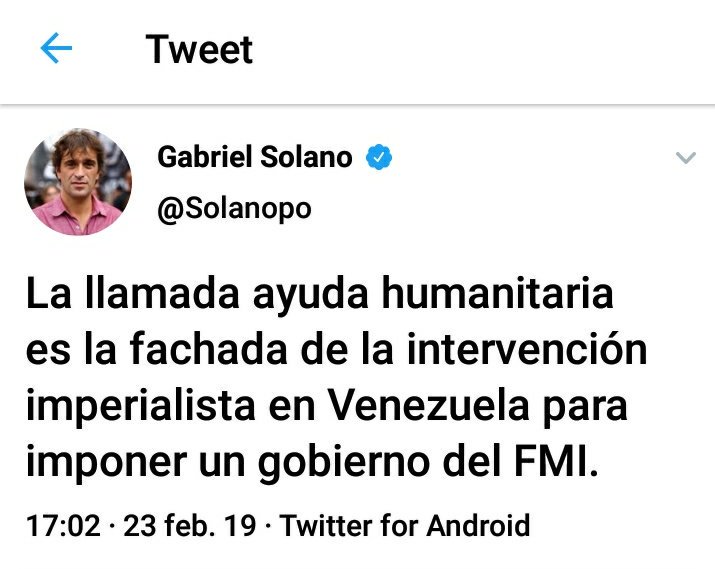 Tweet
Gabriel Solano
@Solanopo
La llamada ayuda humanitaria
es la fachada de la intervención
imperialista en Venezuela para
imponer un gobierno del FMI.
17:02 · 23 feb. 19 · Twitter for Android